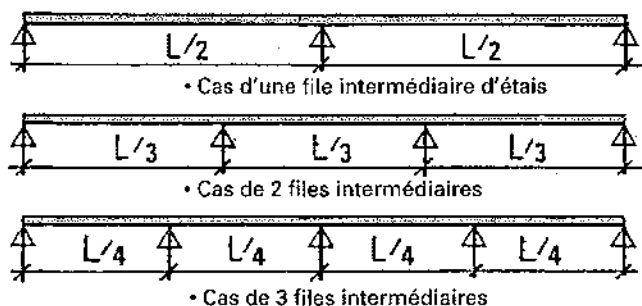 L/2 L/2
• Cas d'une file intermédiaire d'étais
L/3 L/3 L/3
• Cas de 2 files intermédiaires
L/4 L/4 L/4 L/4
• Cas de 3 files intermédiaires